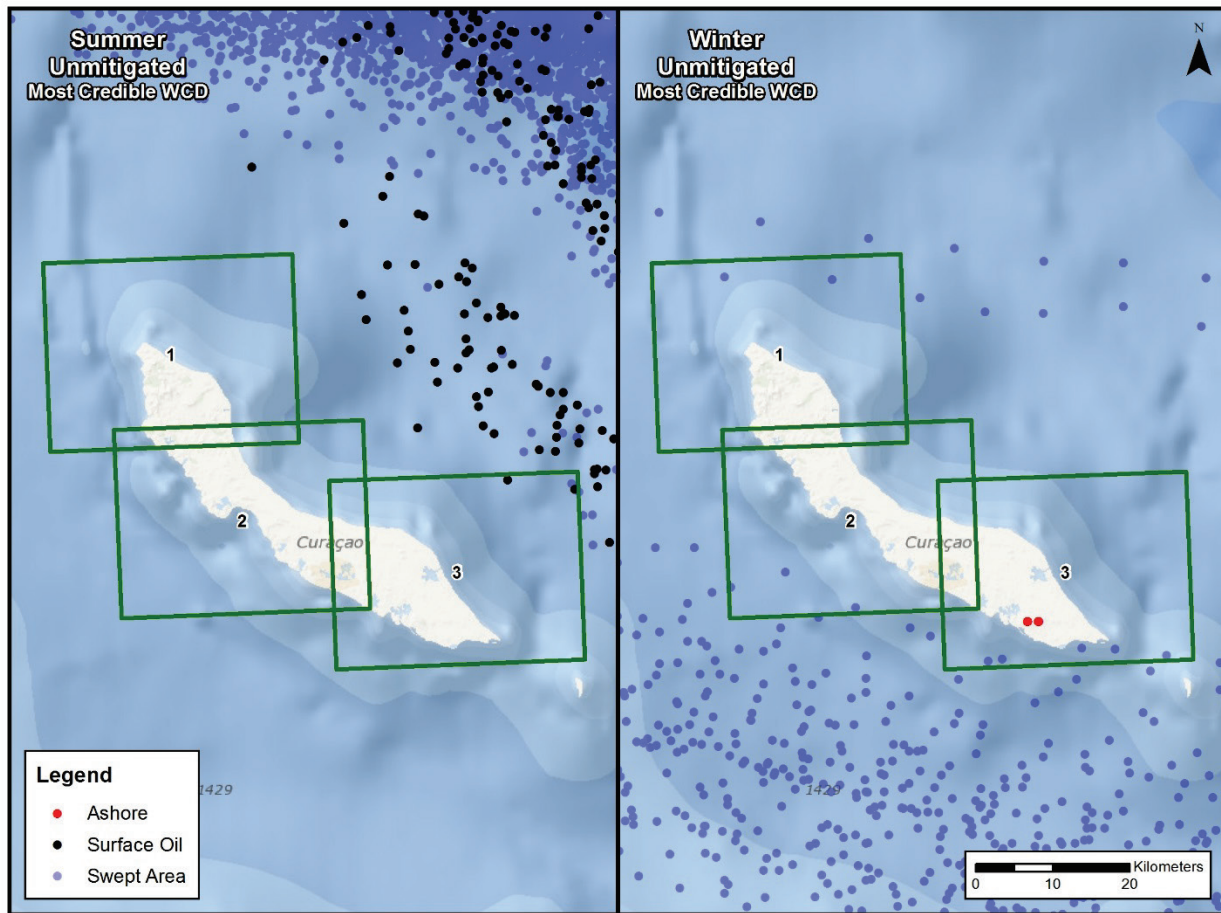 Summer
Unmitigated
Most Credible WCD
1
2
Curaçao
3
Legend
1429
Ashore
Surface Oil
Swept Area
Winter
Unmitigated
Most Credible WCD
N
1
2
Curaçao
3
1429
Kilometers
0 10 20